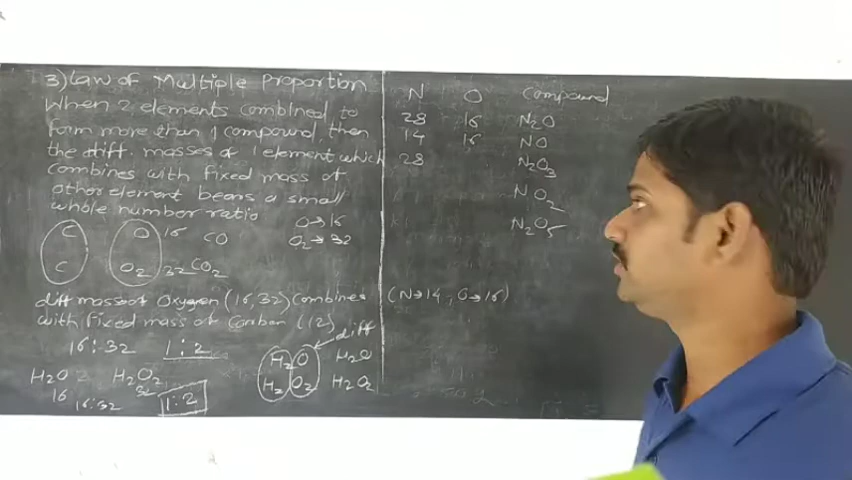 3) Law of Multiple Proportion
When 2 elements combined to
form more than 1 compound, then
the diff. masses of 1 element which
combines with fixed mass of
other element bears a small
whole number ratio
O → 16
O₂ → 32
C O 16 CO
C O₂ 32 CO₂
diff masses of Oxygen (16,32) combines
with fixed mass of Carbon (12)
16:32 1:2
diff
H₂O H₂O
H₂O₂ H₂O₂
H₂O H₂O₂
16 32
16:32 1:2
N O Compound
28 16 N₂O
14 16 NO
28 N₂O₃
NO₂
N₂O₅
(N→14, O→16)